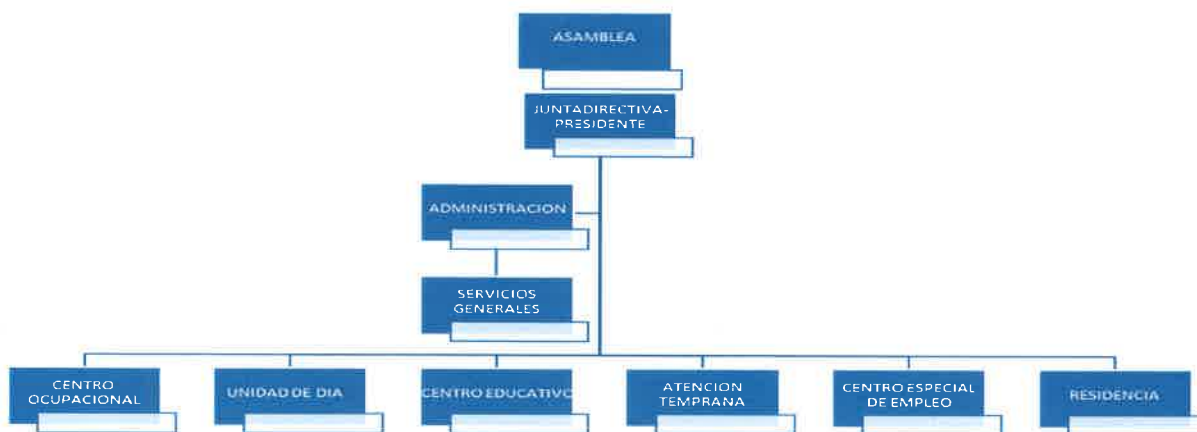 ASAMBLEA
JUNTADIRECTIVA-
PRESIDENTE
ADMINISTRACION
SERVICIOS
GENERALES
CENTRO
OCUPACIONAL
UNIDAD DE DIA
CENTRO EDUCATIVO
ATENCION
TEMPRANA
CENTRO ESPECIAL
DE EMPLEO
RESIDENCIA